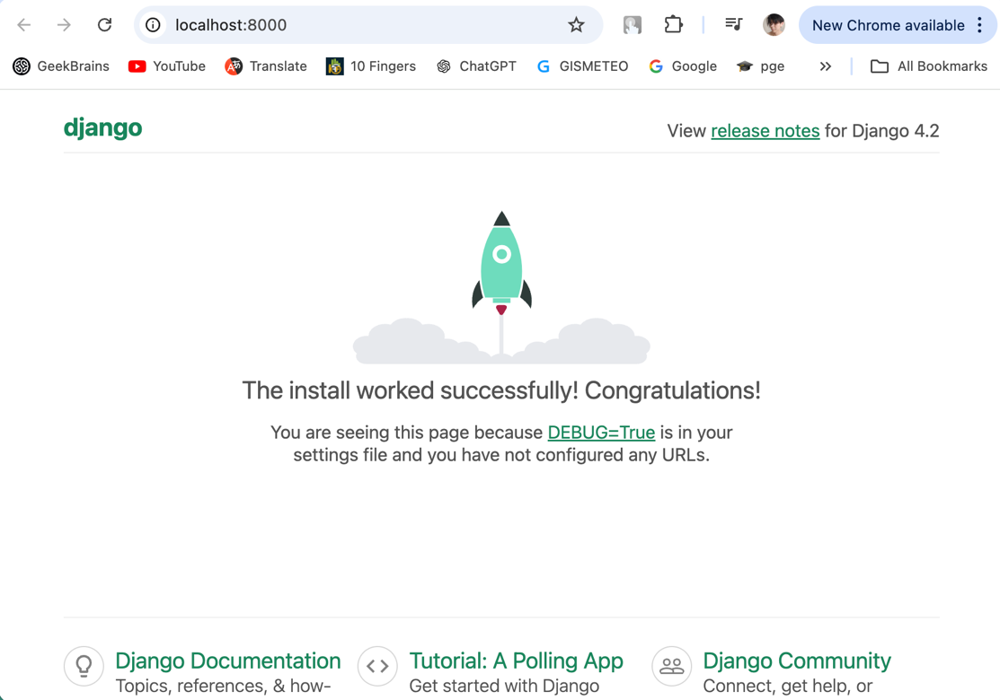 localhost:8000
New Chrome available
GeekBrains
YouTube
Translate
10 Fingers
ChatGPT
GISMETEO
Google
pge
All Bookmarks
django
View release notes for Django 4.2
The install worked successfully! Congratulations!
You are seeing this page because DEBUG=True is in your
settings file and you have not configured any URLs.
Django Documentation
Topics, references, & how-
Tutorial: A Polling App
Get started with Django
Django Community
Connect, get help, or